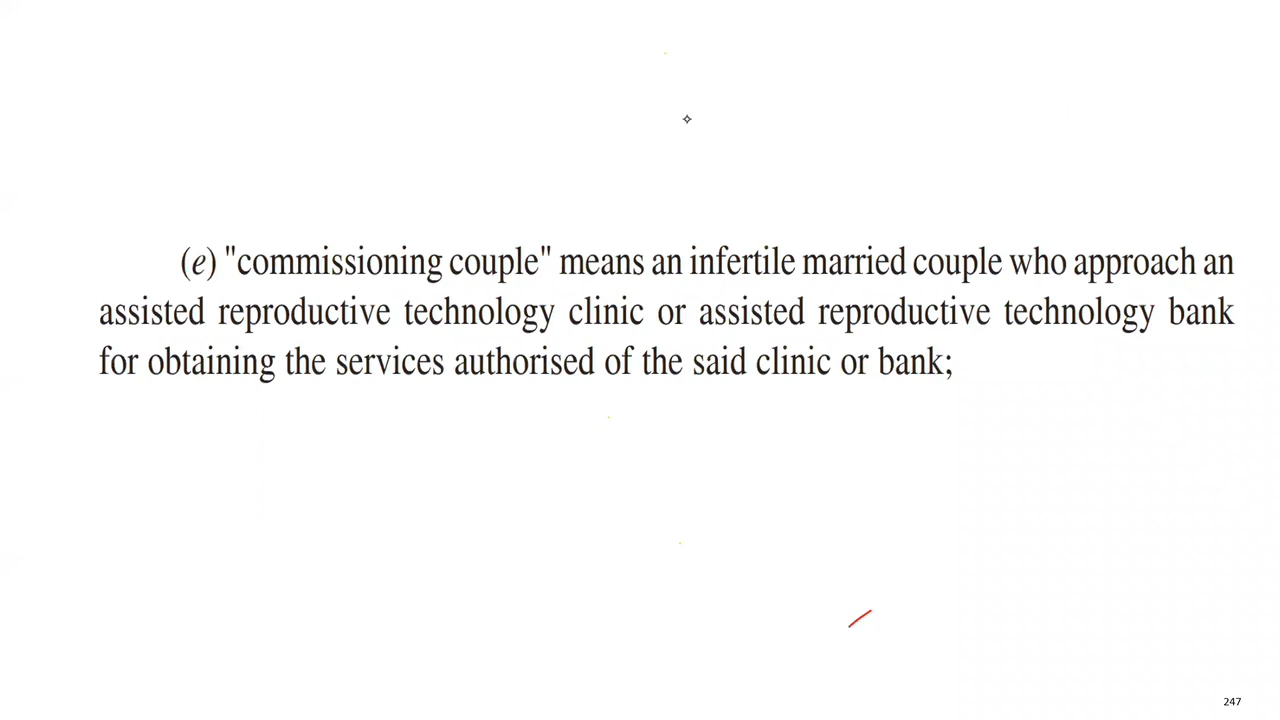 (e) "commissioning couple" means an infertile married couple who approach an
assisted reproductive technology clinic or assisted reproductive technology bank
for obtaining the services authorised of the said clinic or bank;
247